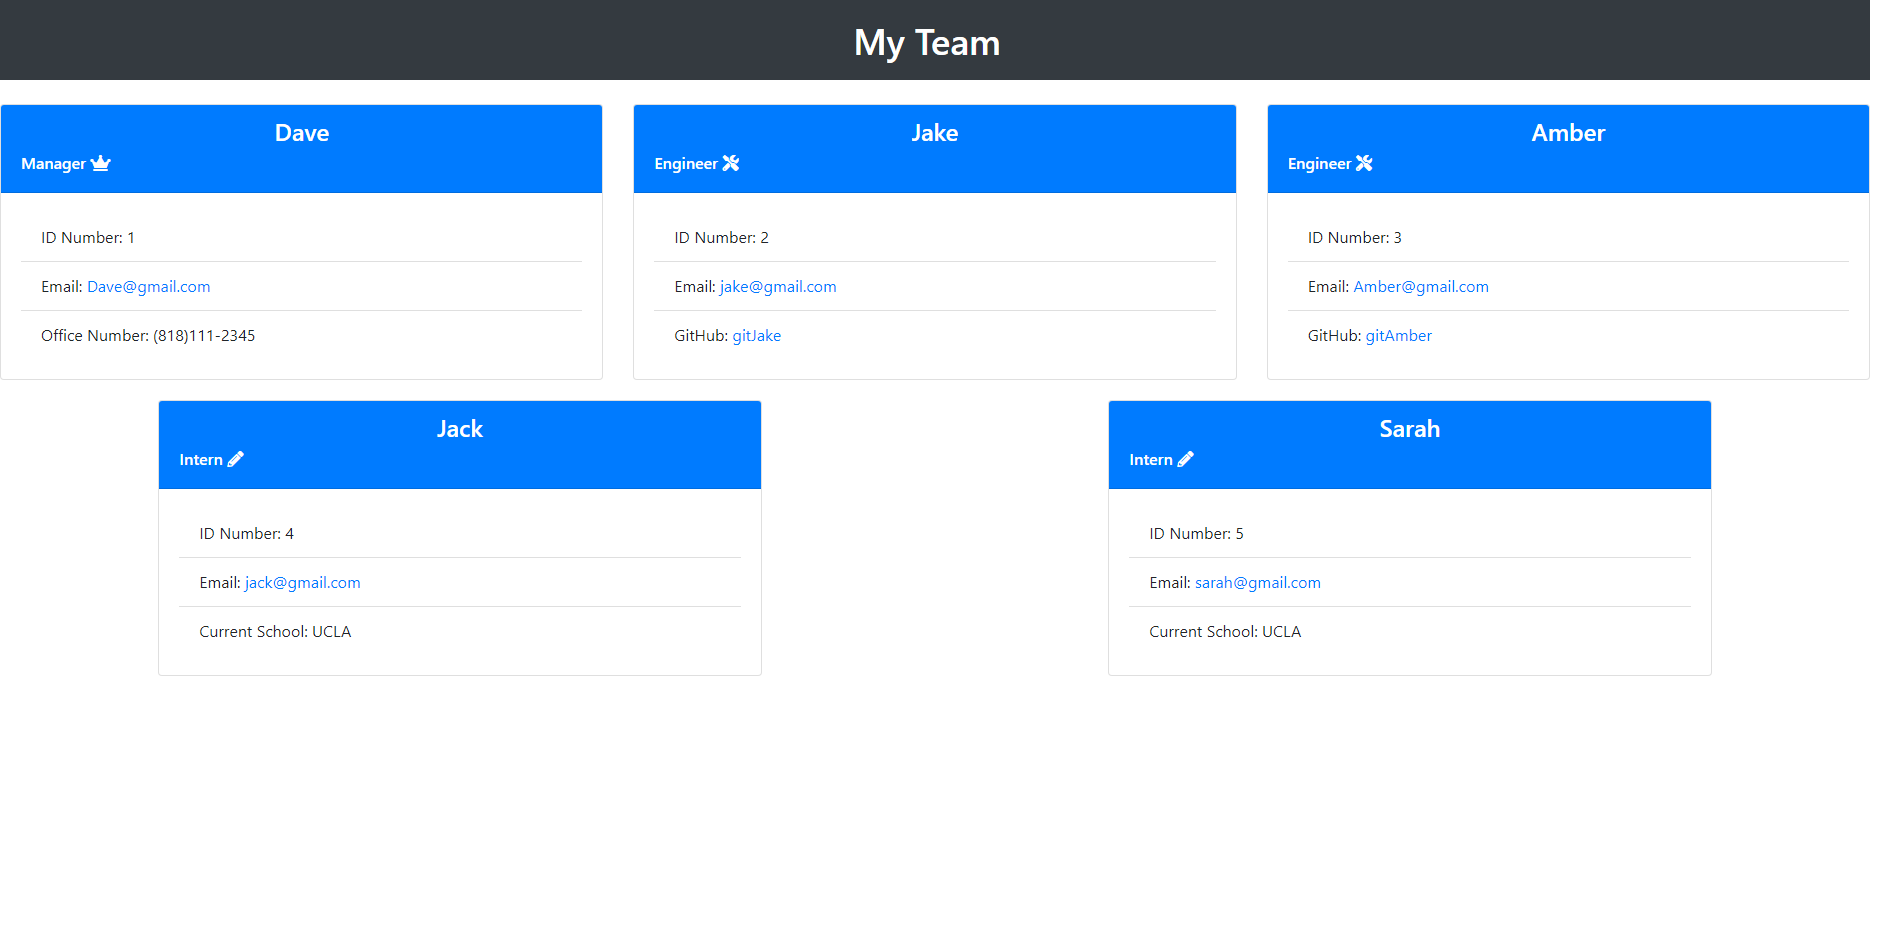 My Team
Dave
Manager
ID Number: 1
Email: Dave@gmail.com
Office Number: (818)111-2345
Jake
Engineer
ID Number: 2
Email: jake@gmail.com
GitHub: gitJake
Amber
Engineer
ID Number: 3
Email: Amber@gmail.com
GitHub: gitAmber
Jack
Intern
ID Number: 4
Email: jack@gmail.com
Current School: UCLA
Sarah
Intern
ID Number: 5
Email: sarah@gmail.com
Current School: UCLA